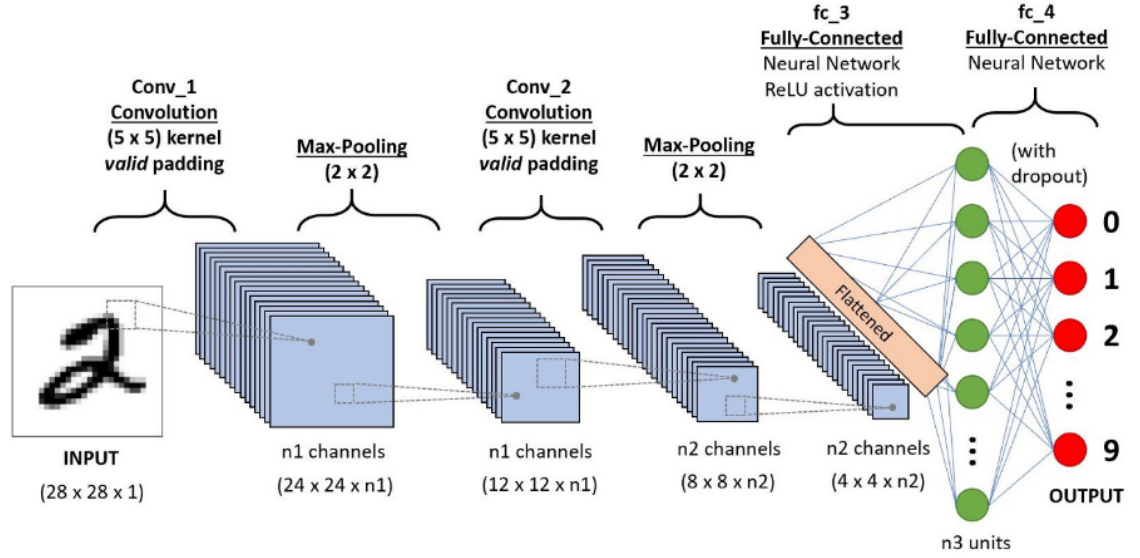 Conv_1
Convolution
(5 x 5) kernel
valid padding
Max-Pooling
(2 x 2)
Conv_2
Convolution
(5 x 5) kernel
valid padding
Max-Pooling
(2 x 2)
fc_3
Fully-Connected
Neural Network
ReLU activation
fc_4
Fully-Connected
Neural Network
(with
dropout)
INPUT
(28 x 28 x 1)
n1 channels
(24 x 24 x n1)
n1 channels
(12 x 12 x n1)
n2 channels
(8 x 8 x n2)
n2 channels
(4 x 4 x n2)
Flattened
n3 units
0
1
2
9
OUTPUT
2